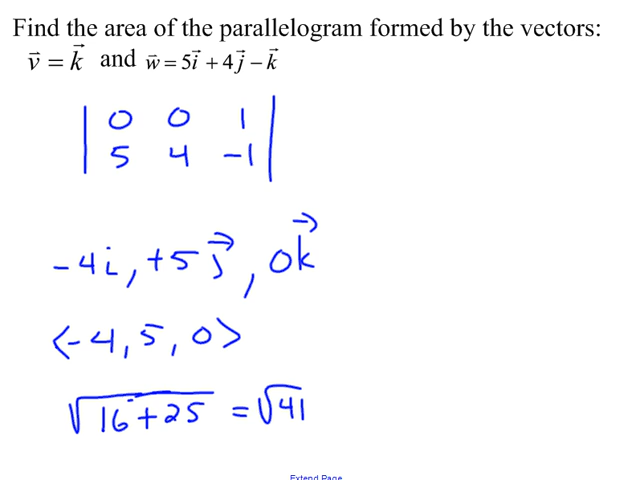 Find the area of the parallelogram formed by the vectors:
v⃗ = k⃗ and w⃗ = 5i⃗ + 4j⃗ − k⃗
| 0 0 1 |
| 5 4 −1 |
−4i, +5j⃗, 0k⃗
<−4, 5, 0>
√(16+25) = √41
Extend Page